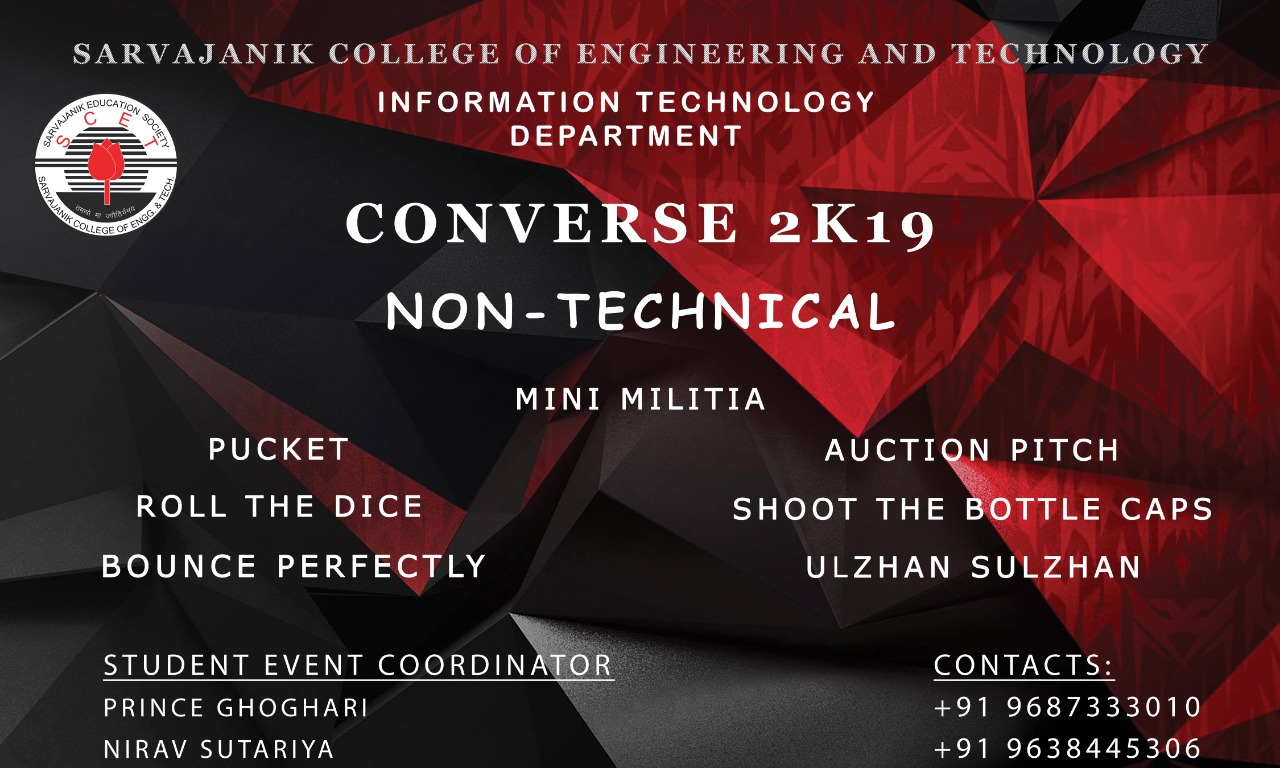 SARVAJANIK COLLEGE OF ENGINEERING AND TECHNOLOGY
INFORMATION TECHNOLOGY
DEPARTMENT
SARVAJANIK EDUCATION SOCIETY
SCET
तमसो मा ज्योतिर्गमय
SARVAJANIK COLLEGE OF ENGG. & TECH.
CONVERSE 2K19
NON-TECHNICAL
MINI MILITIA
PUCKET
AUCTION PITCH
ROLL THE DICE
SHOOT THE BOTTLE CAPS
BOUNCE PERFECTLY
ULZHAN SULZHAN
STUDENT EVENT COORDINATOR
CONTACTS:
PRINCE GHOGHARI
+91 9687333010
NIRAV SUTARIYA
+91 9638445306